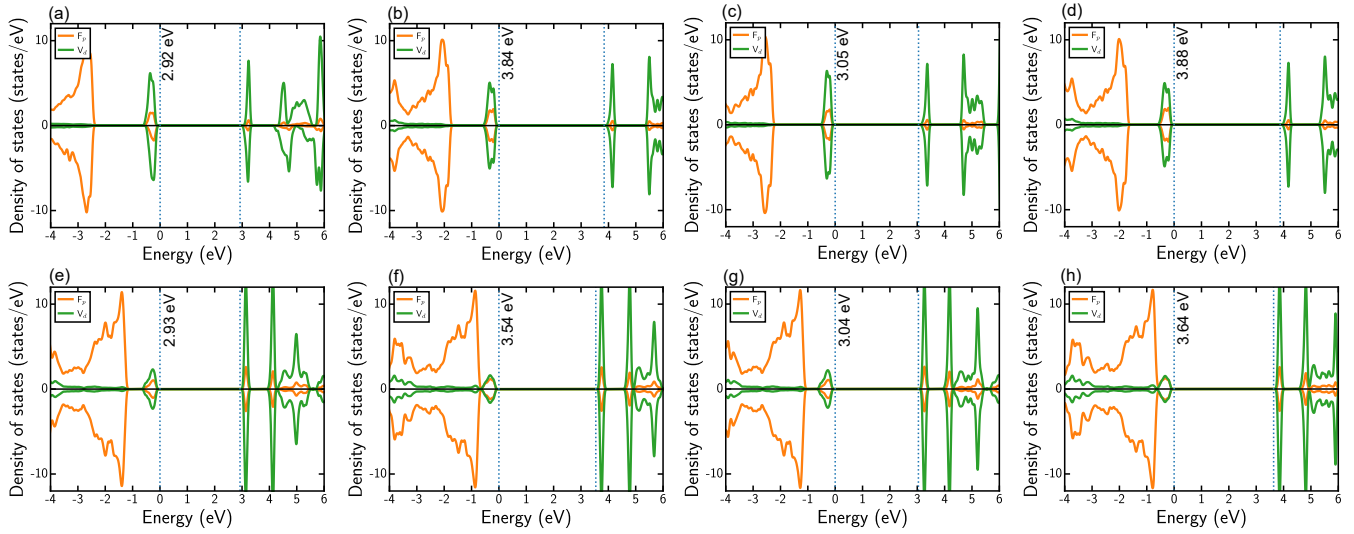 (a)
F_p
V_d
2.92 eV
Density of states (states/eV)
10
0
-10
-4 -3 -2 -1 0 1 2 3 4 5 6
Energy (eV)
(b)
F_p
V_d
3.84 eV
Density of states (states/eV)
10
0
-10
-4 -3 -2 -1 0 1 2 3 4 5 6
Energy (eV)
(c)
F_p
V_d
3.05 eV
Density of states (states/eV)
10
0
-10
-4 -3 -2 -1 0 1 2 3 4 5 6
Energy (eV)
(d)
F_p
V_d
3.88 eV
Density of states (states/eV)
10
0
-10
-4 -3 -2 -1 0 1 2 3 4 5 6
Energy (eV)
(e)
F_p
V_d
2.93 eV
Density of states (states/eV)
10
0
-10
-4 -3 -2 -1 0 1 2 3 4 5 6
Energy (eV)
(f)
F_p
V_d
3.54 eV
Density of states (states/eV)
10
0
-10
-4 -3 -2 -1 0 1 2 3 4 5 6
Energy (eV)
(g)
F_p
V_d
3.04 eV
Density of states (states/eV)
10
0
-10
-4 -3 -2 -1 0 1 2 3 4 5 6
Energy (eV)
(h)
F_p
V_d
3.64 eV
Density of states (states/eV)
10
0
-10
-4 -3 -2 -1 0 1 2 3 4 5 6
Energy (eV)